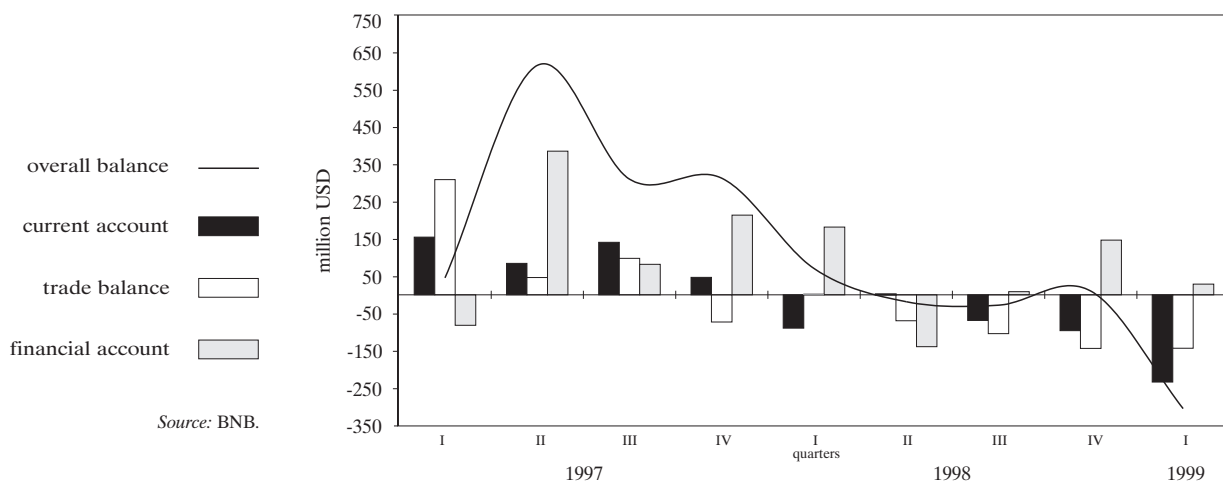 overall balance
current account
trade balance
financial account
Source: BNB.
million USD
750
650
550
450
350
250
150
50
-50
-150
-250
-350
I II III IV I II III IV I
quarters
1997 1998 1999